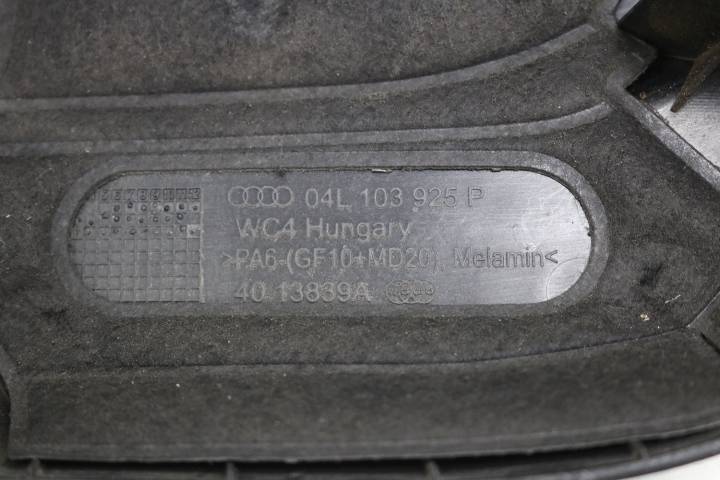 04L 103 925 P
WC4 Hungary
>PA6-(GF10+MD20), Melamin<
40 13839A